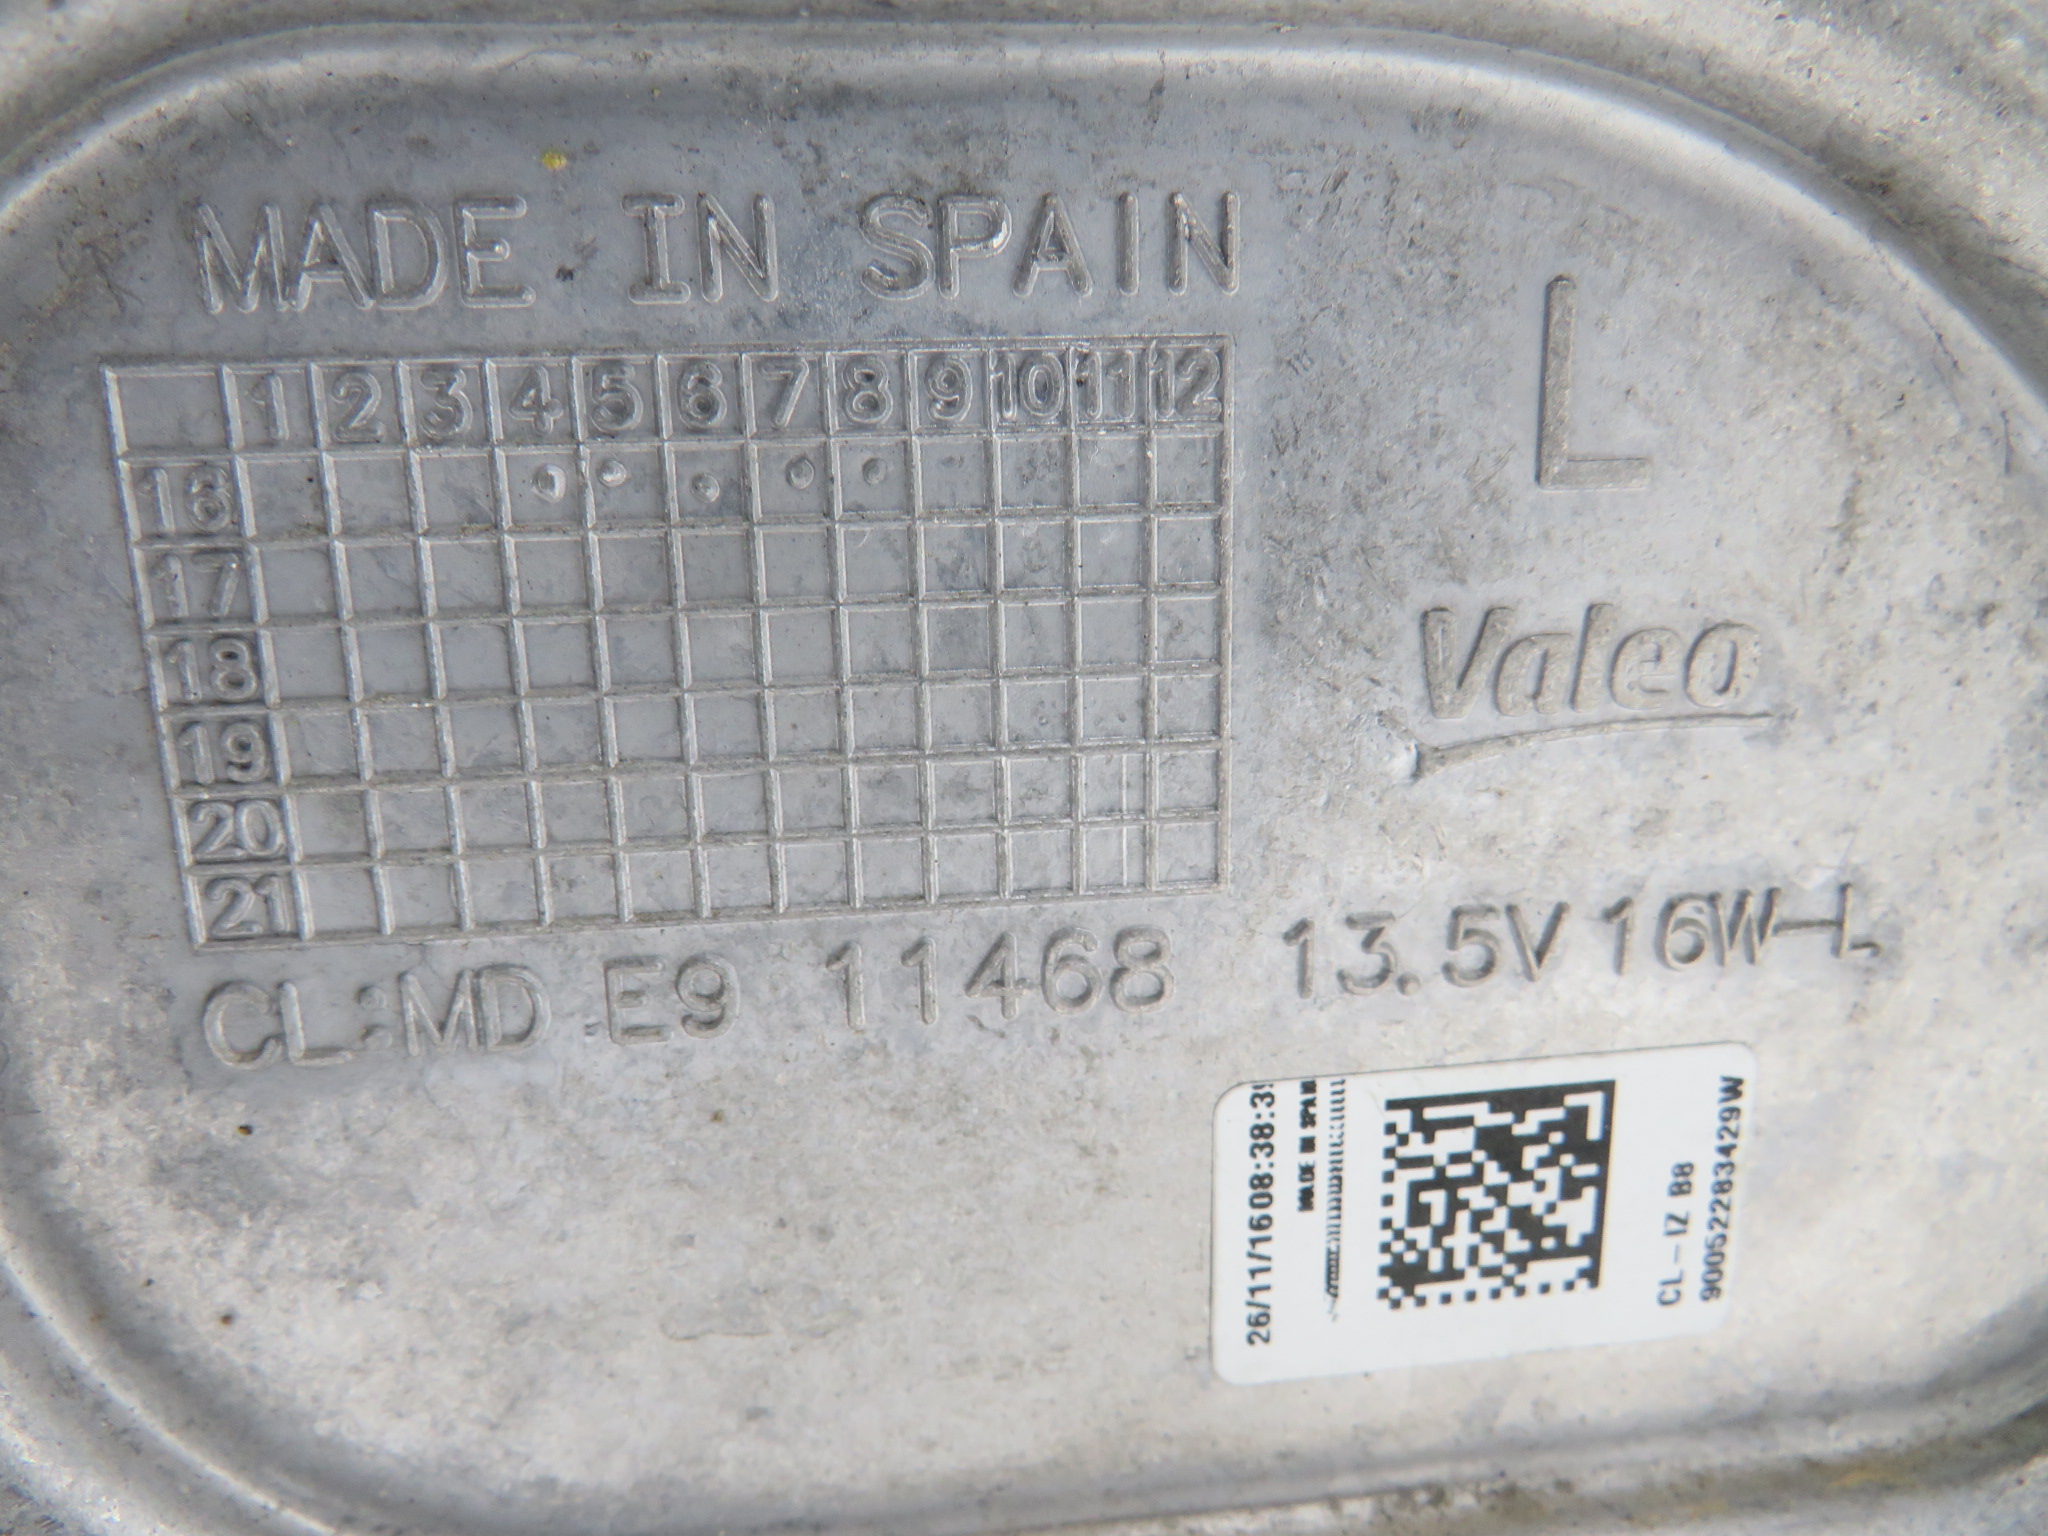 MADE IN SPAIN
L
1 2 3 4 5 6 7 8 9 10 11 12
16
17
18
19
20
21
Valeo
CL:MD E9 11468 13.5V 16W-L
26/11/16 08:38:39
MADE IN SPAIN
CL-IZ B8
900522834429W